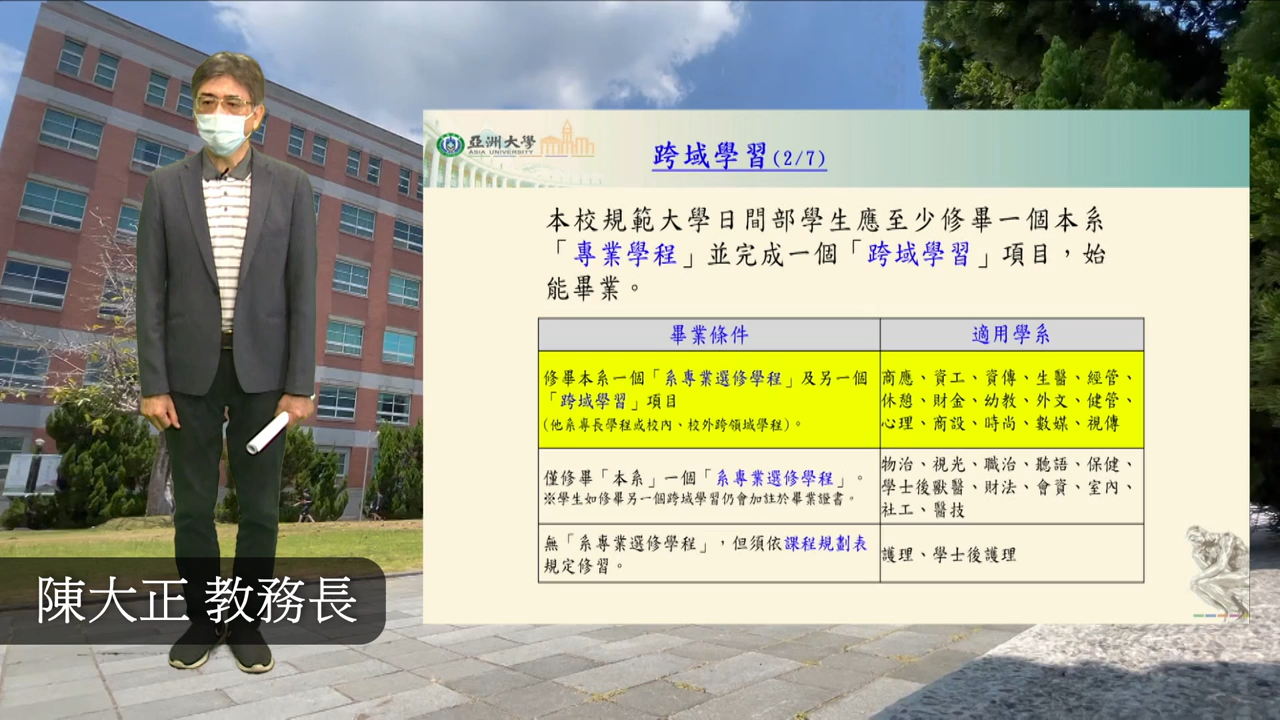 亞洲大學
ASIA UNIVERSITY
跨域學習(2/7)
本校規範大學日間部學生應至少修畢一個本系
「專業學程」並完成一個「跨域學習」項目,始
能畢業。
畢業條件
適用學系
修畢本系一個「系專業選修學程」及另一個
「跨域學習」項目
(他系專長學程或校內、校外跨領域學程)。
商應、資工、資傳、生醫、經管、
休憩、財金、幼教、外文、健管、
心理、商設、時尚、數媒、視傳
僅修畢「本系」一個「系專業選修學程」。
※學生如修畢另一個跨域學習仍會加註於畢業證書。
物治、視光、職治、聽語、保健、
學士後獸醫、財法、會資、室內、
社工、醫技
無「系專業選修學程」,但須依課程規劃表
規定修習。
護理、學士後護理
陳大正 教務長